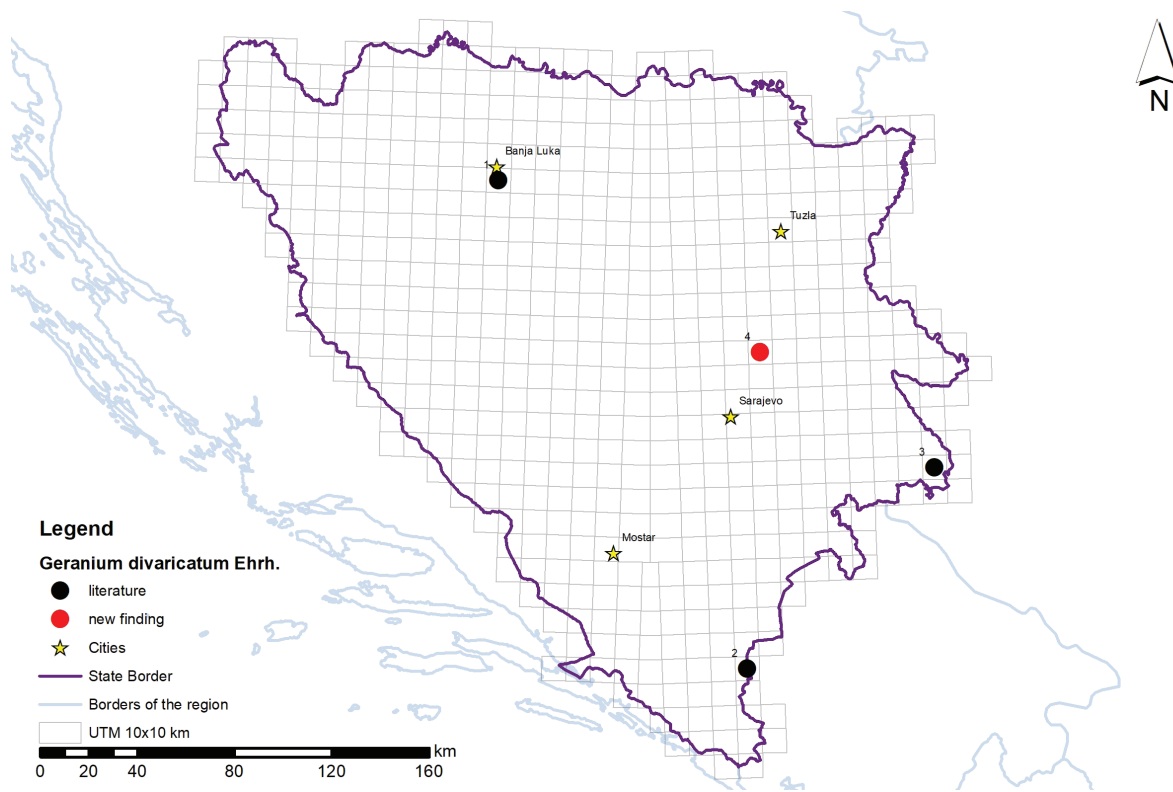 N
Banja Luka
1
Tuzla
4
Sarajevo
3
Mostar
2
Legend
Geranium divaricatum Ehrh.
literature
new finding
Cities
State Border
Borders of the region
UTM 10x10 km
km
0 20 40 80 120 160